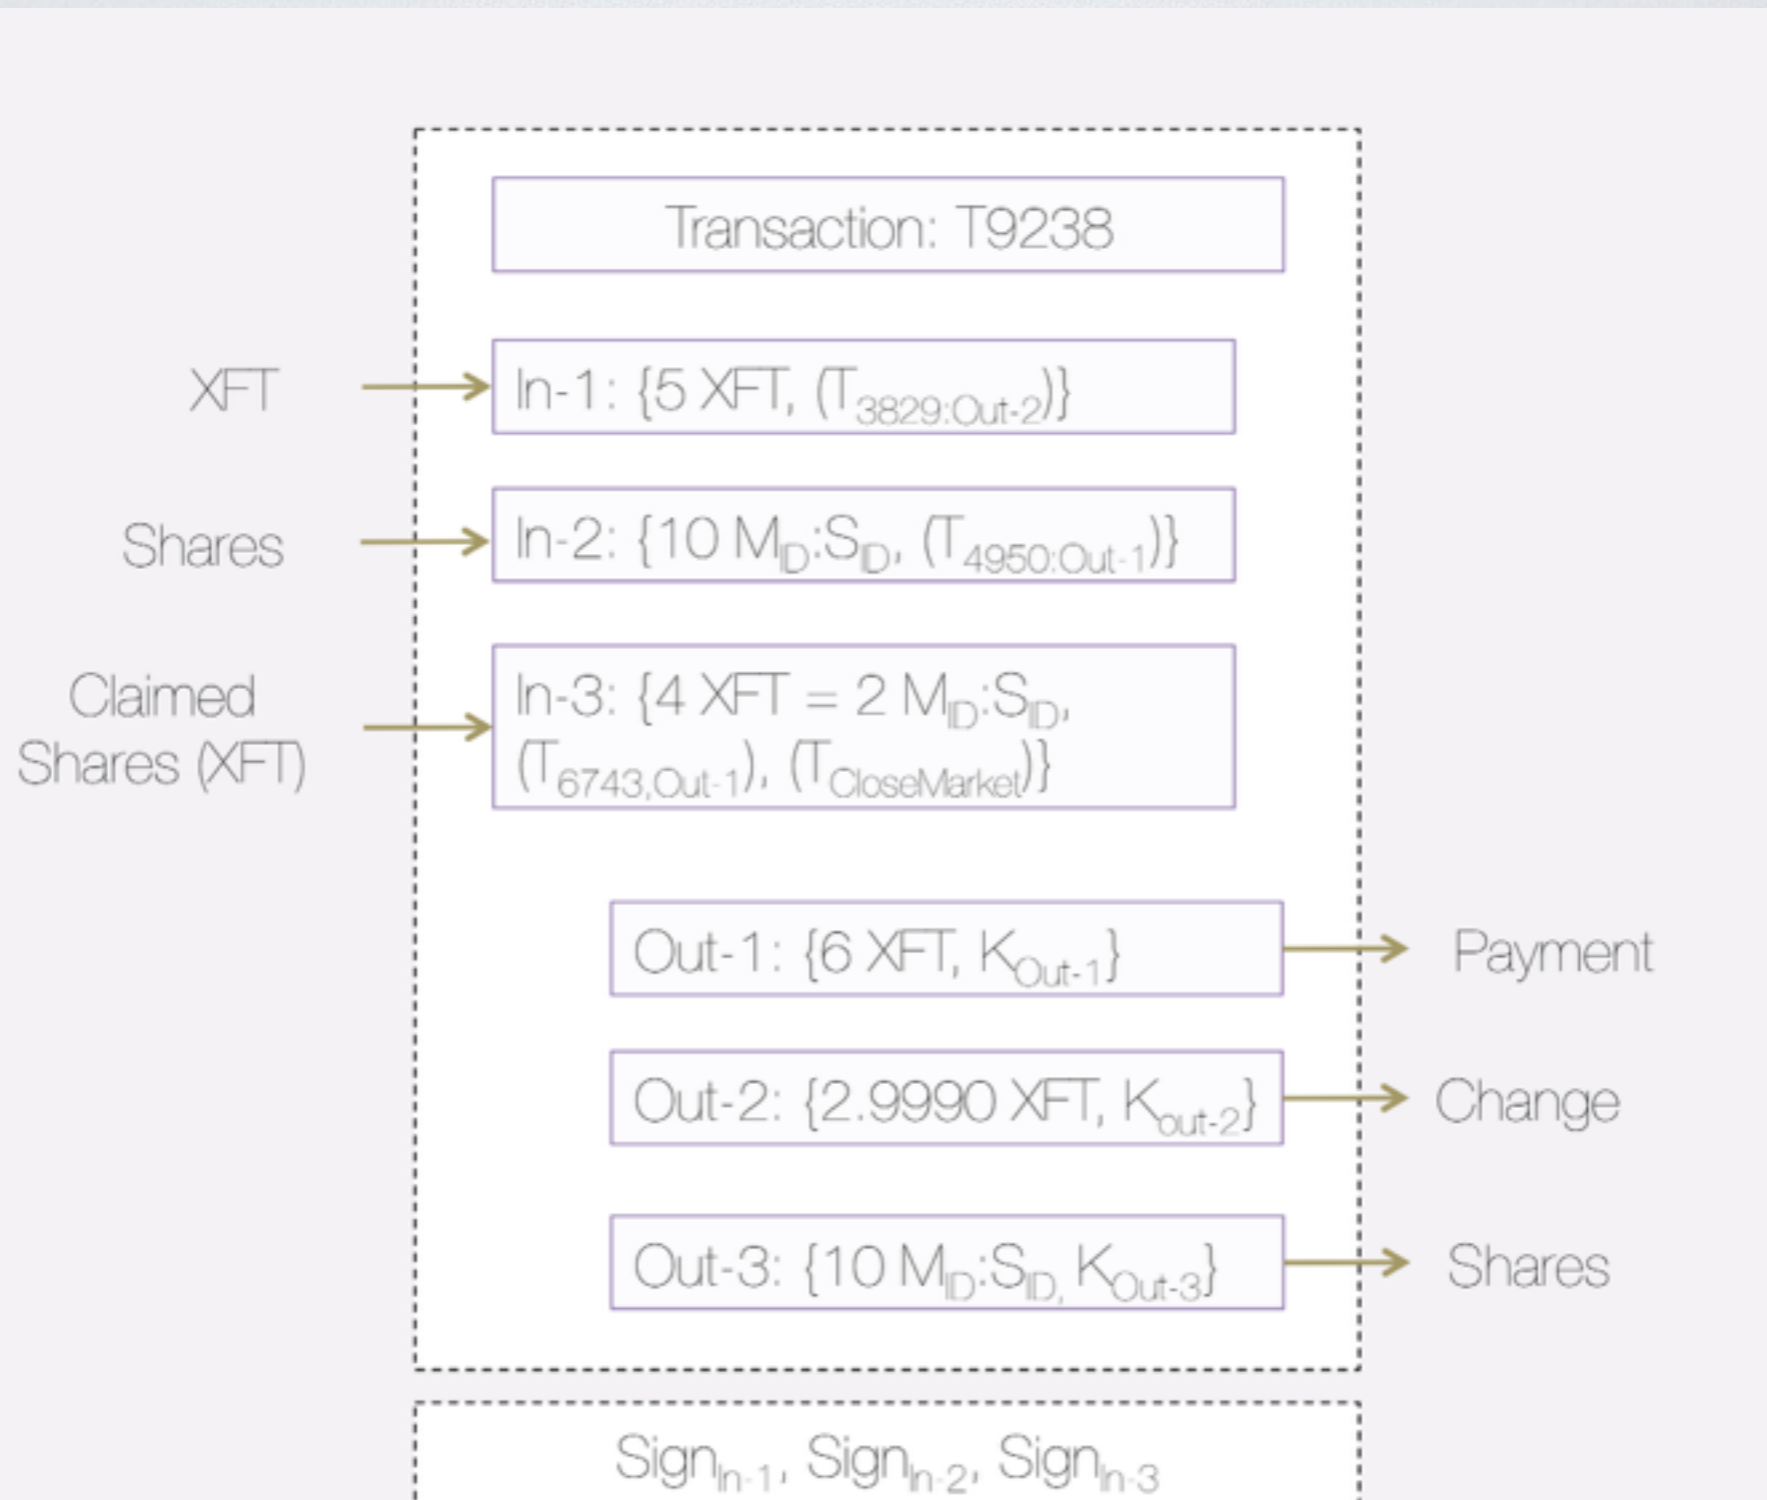 Transaction: T9238
XFT
In-1: {5 XFT, (T3829:Out-2)}
Shares
In-2: {10 MID:SID, (T4950:Out-1)}
Claimed
Shares (XFT)
In-3: {4 XFT = 2 MID:SID,
(T6743,Out-1), (TCloseMarket)}
Out-1: {6 XFT, KOut-1}
Payment
Out-2: {2.9990 XFT, Kout-2}
Change
Out-3: {10 MID:SID, KOut-3}
Shares
SignIn-1, SignIn-2, SignIn-3